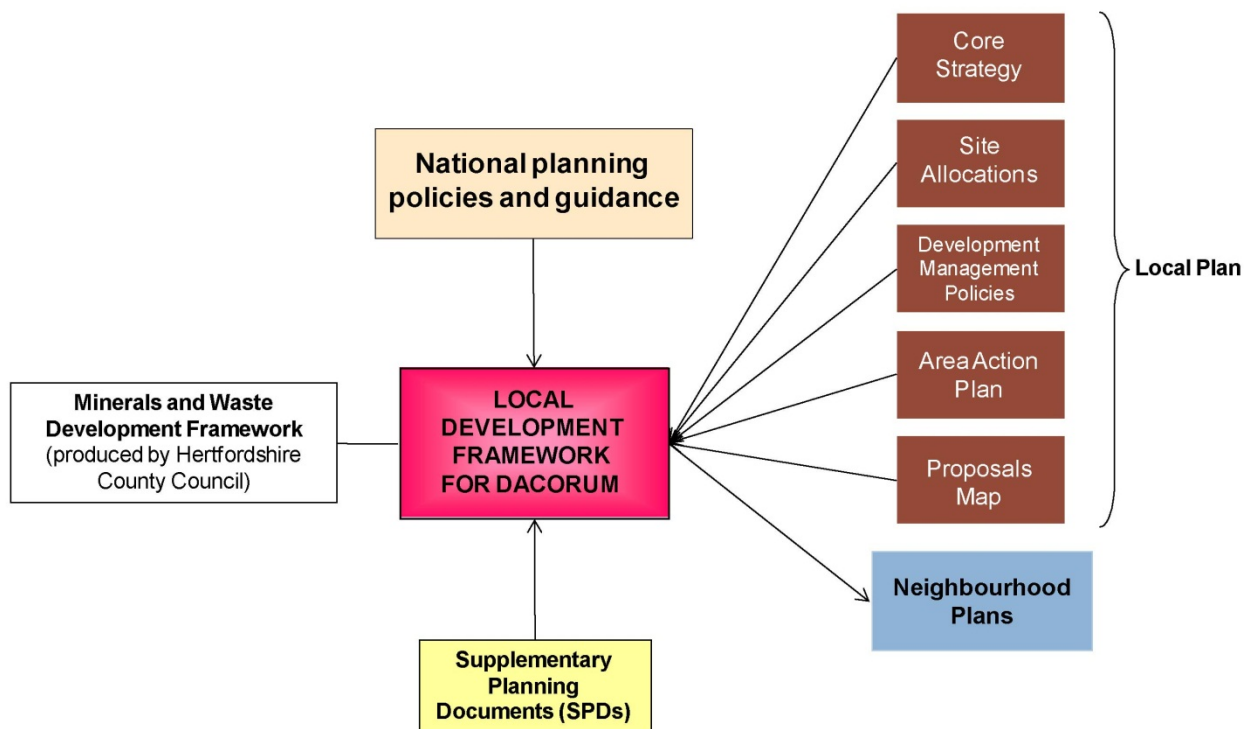 Core
Strategy
National planning
policies and guidance
Site
Allocations
Development
Management
Policies
Local Plan
Area Action
Plan
Minerals and Waste
Development Framework
(produced by Hertfordshire
County Council)
LOCAL
DEVELOPMENT
FRAMEWORK
FOR DACORUM
Proposals
Map
Neighbourhood
Plans
Supplementary
Planning
Documents (SPDs)